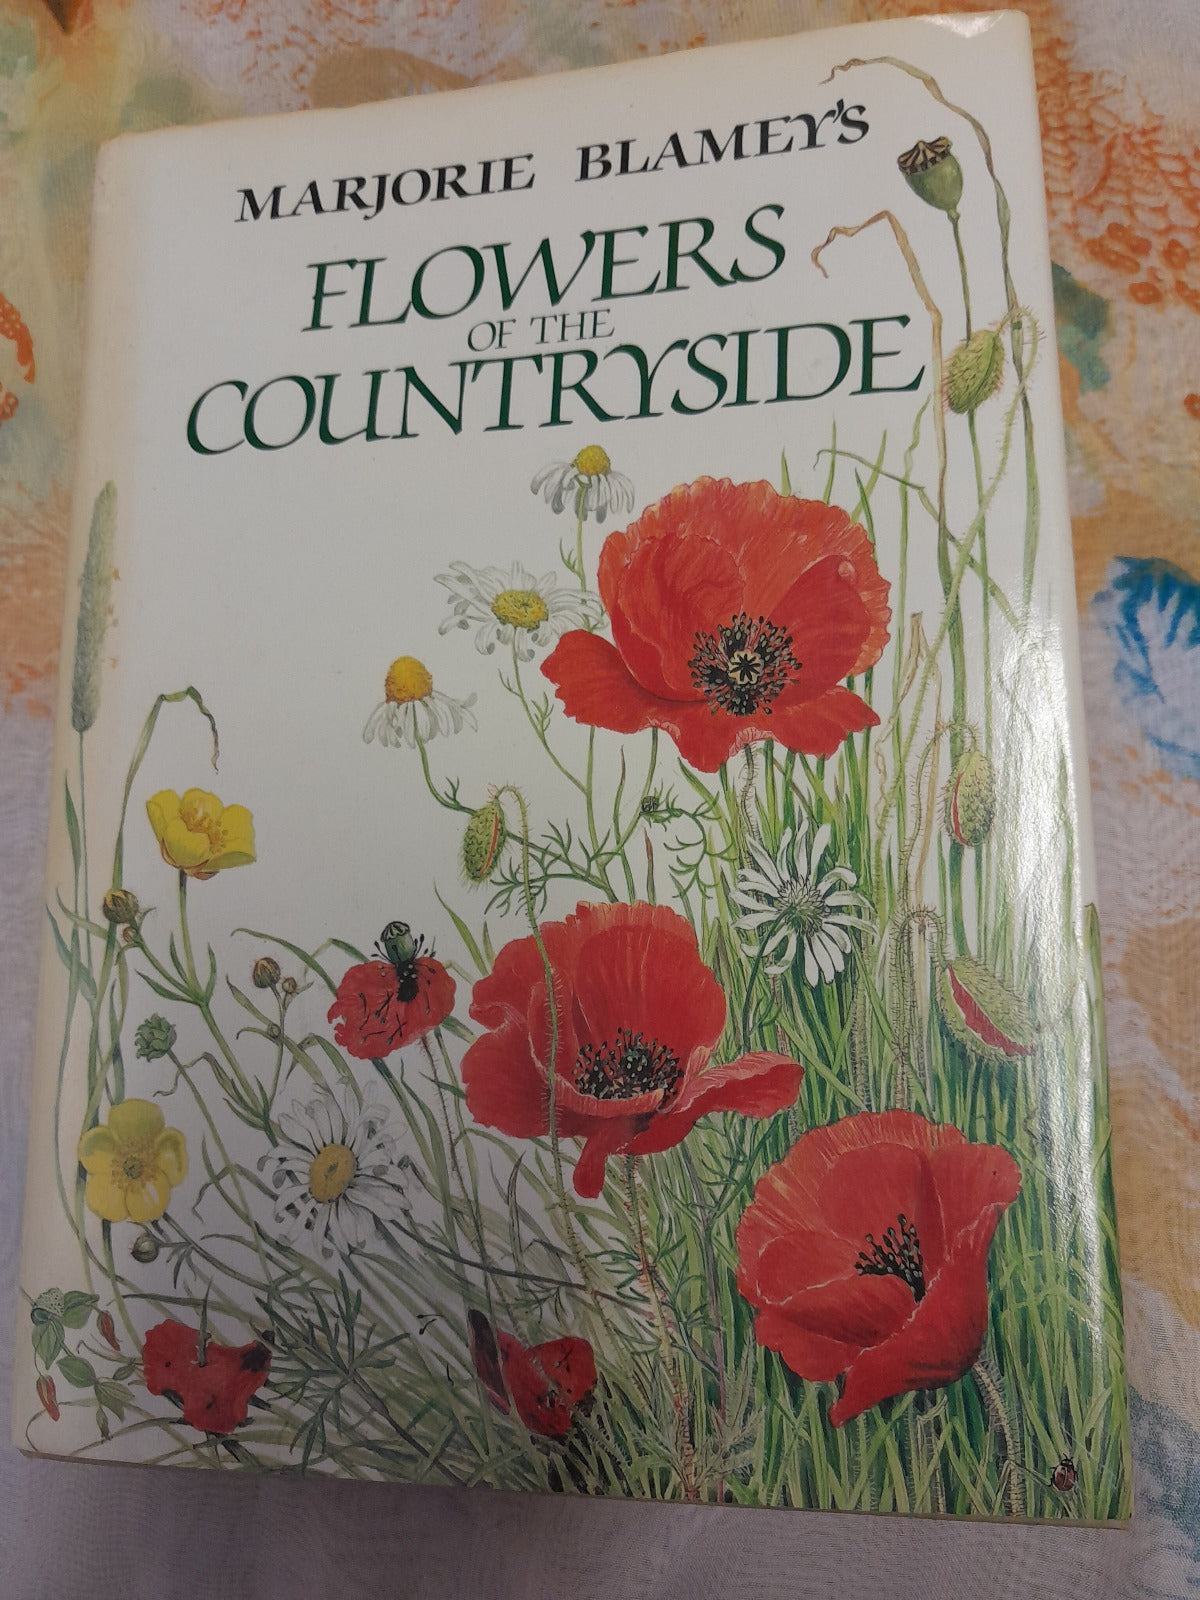 MARJORIE BLAMEY'S
FLOWERS
OF THE
COUNTRYSIDE